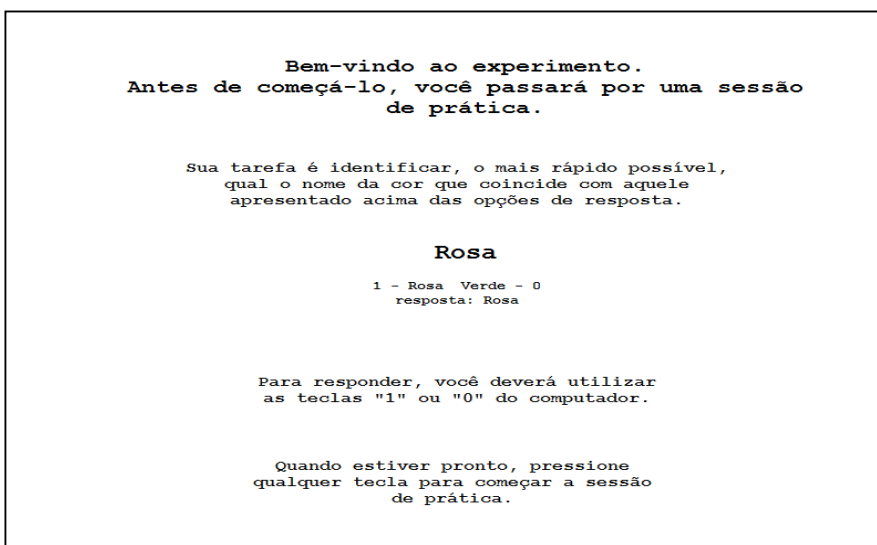 Bem-vindo ao experimento.
Antes de começá-lo, você passará por uma sessão
de prática.
Sua tarefa é identificar, o mais rápido possível,
qual o nome da cor que coincide com aquele
apresentado acima das opções de resposta.
Rosa
1 - Rosa  Verde - 0
resposta: Rosa
Para responder, você deverá utilizar
as teclas "1" ou "0" do computador.
Quando estiver pronto, pressione
qualquer tecla para começar a sessão
de prática.